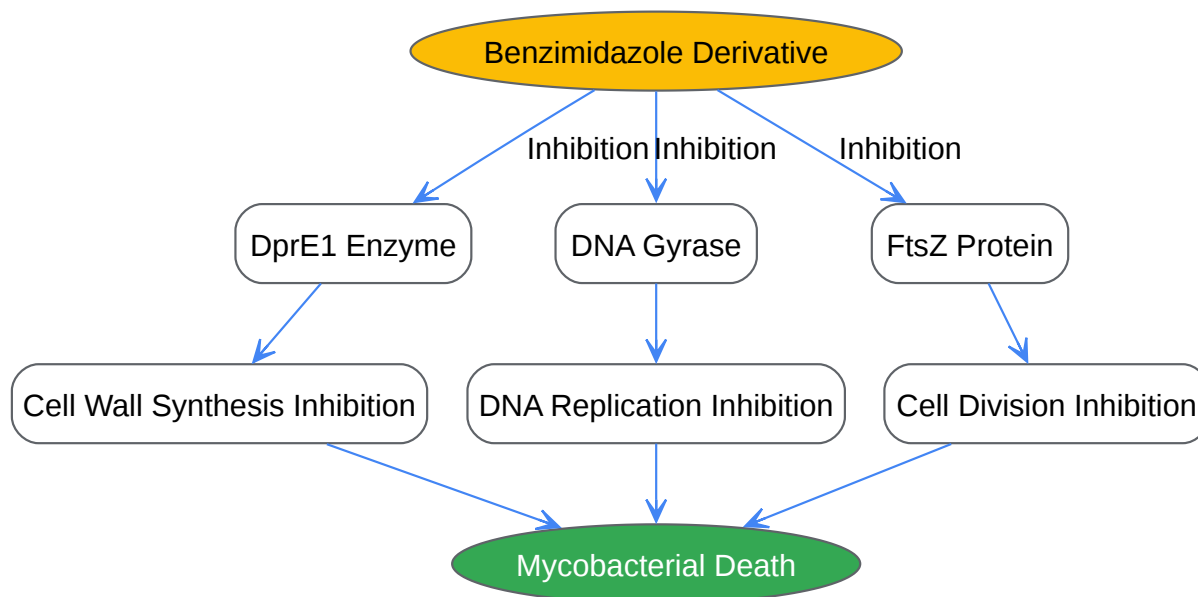 Benzimidazole Derivative
Inhibition
Inhibition
Inhibition
DprE1 Enzyme
DNA Gyrase
FtsZ Protein
Cell Wall Synthesis Inhibition
DNA Replication Inhibition
Cell Division Inhibition
Mycobacterial Death